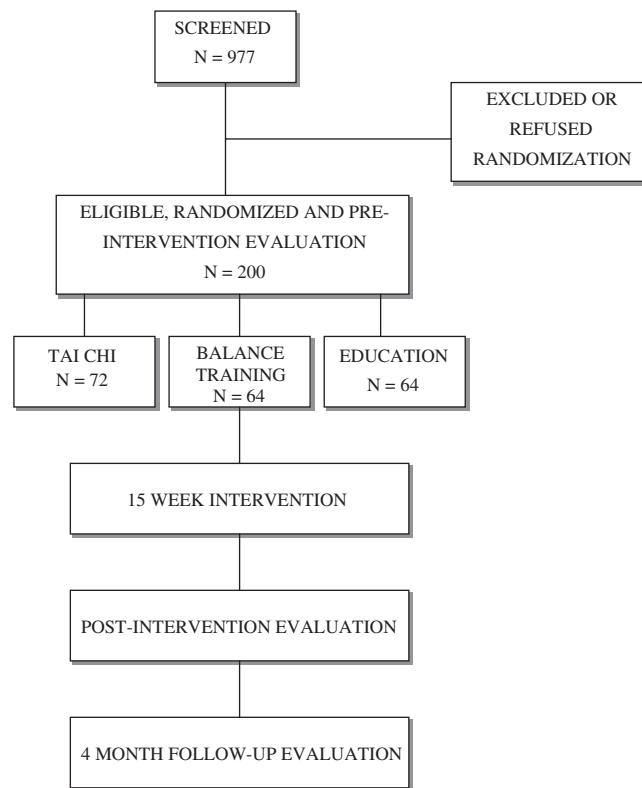 SCREENED
N = 977
EXCLUDED OR
REFUSED
RANDOMIZATION
ELIGIBLE, RANDOMIZED AND PRE-
INTERVENTION EVALUATION
N = 200
TAI CHI
N = 72
BALANCE
TRAINING
N = 64
EDUCATION
N = 64
15 WEEK INTERVENTION
POST-INTERVENTION EVALUATION
4 MONTH FOLLOW-UP EVALUATION